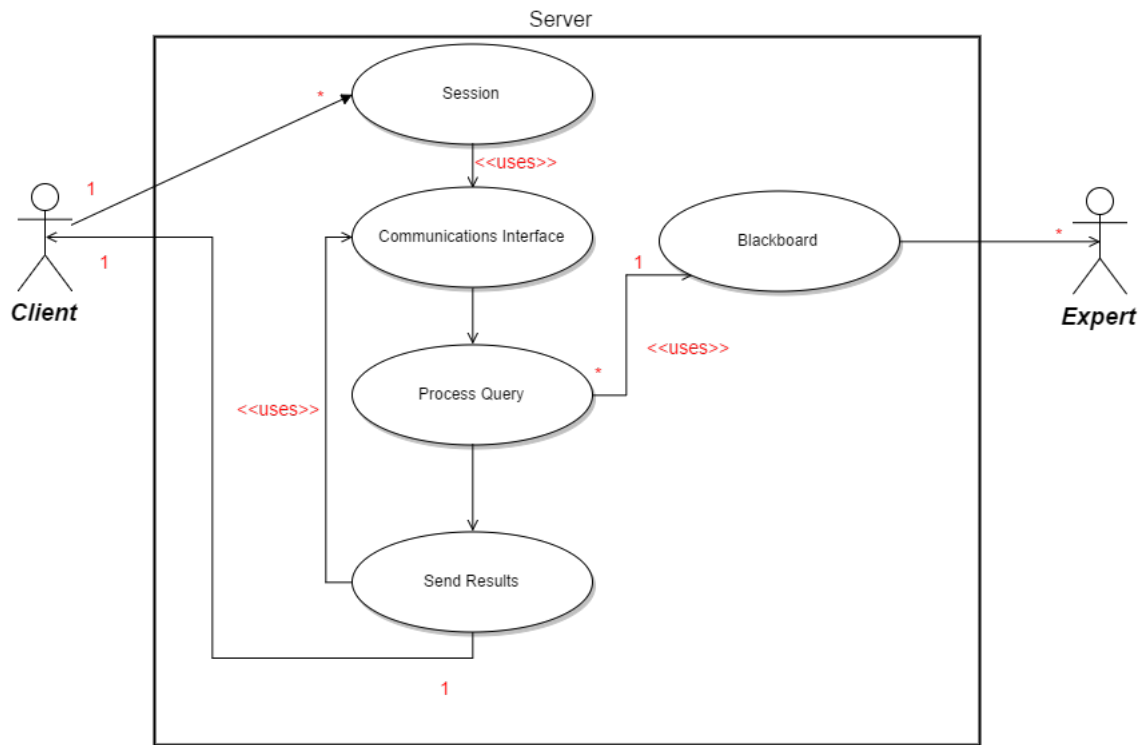 Server
Session
*
<<uses>>
1
Communications Interface
Blackboard
*
1
1
Client
Expert
<<uses>>
*
Process Query
<<uses>>
Send Results
1